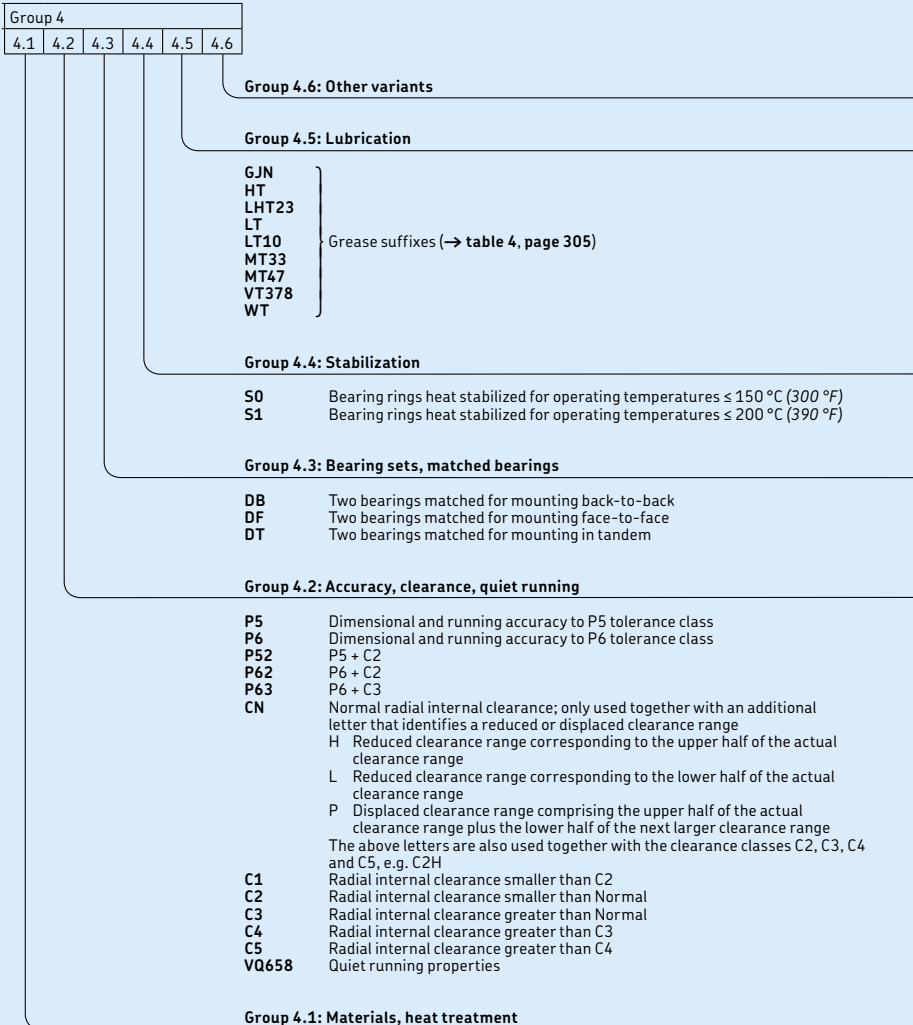 Group 4
4.1 4.2 4.3 4.4 4.5 4.6
Group 4.6: Other variants
Group 4.5: Lubrication
GJN
HT
LHT23
LT
LT10 Grease suffixes (→ table 4, page 305)
MT33
MT47
VT378
WT
Group 4.4: Stabilization
S0 Bearing rings heat stabilized for operating temperatures ≤ 150 °C (300 °F)
S1 Bearing rings heat stabilized for operating temperatures ≤ 200 °C (390 °F)
Group 4.3: Bearing sets, matched bearings
DB Two bearings matched for mounting back-to-back
DF Two bearings matched for mounting face-to-face
DT Two bearings matched for mounting in tandem
Group 4.2: Accuracy, clearance, quiet running
P5 Dimensional and running accuracy to P5 tolerance class
P6 Dimensional and running accuracy to P6 tolerance class
P52 P5 + C2
P62 P6 + C2
P63 P6 + C3
CN Normal radial internal clearance; only used together with an additional
letter that identifies a reduced or displaced clearance range
H Reduced clearance range corresponding to the upper half of the actual
clearance range
L Reduced clearance range corresponding to the lower half of the actual
clearance range
P Displaced clearance range comprising the upper half of the actual
clearance range plus the lower half of the next larger clearance range
The above letters are also used together with the clearance classes C2, C3, C4
and C5, e.g. C2H
C1 Radial internal clearance smaller than C2
C2 Radial internal clearance smaller than Normal
C3 Radial internal clearance greater than Normal
C4 Radial internal clearance greater than C3
C5 Radial internal clearance greater than C4
VQ658 Quiet running properties
Group 4.1: Materials, heat treatment